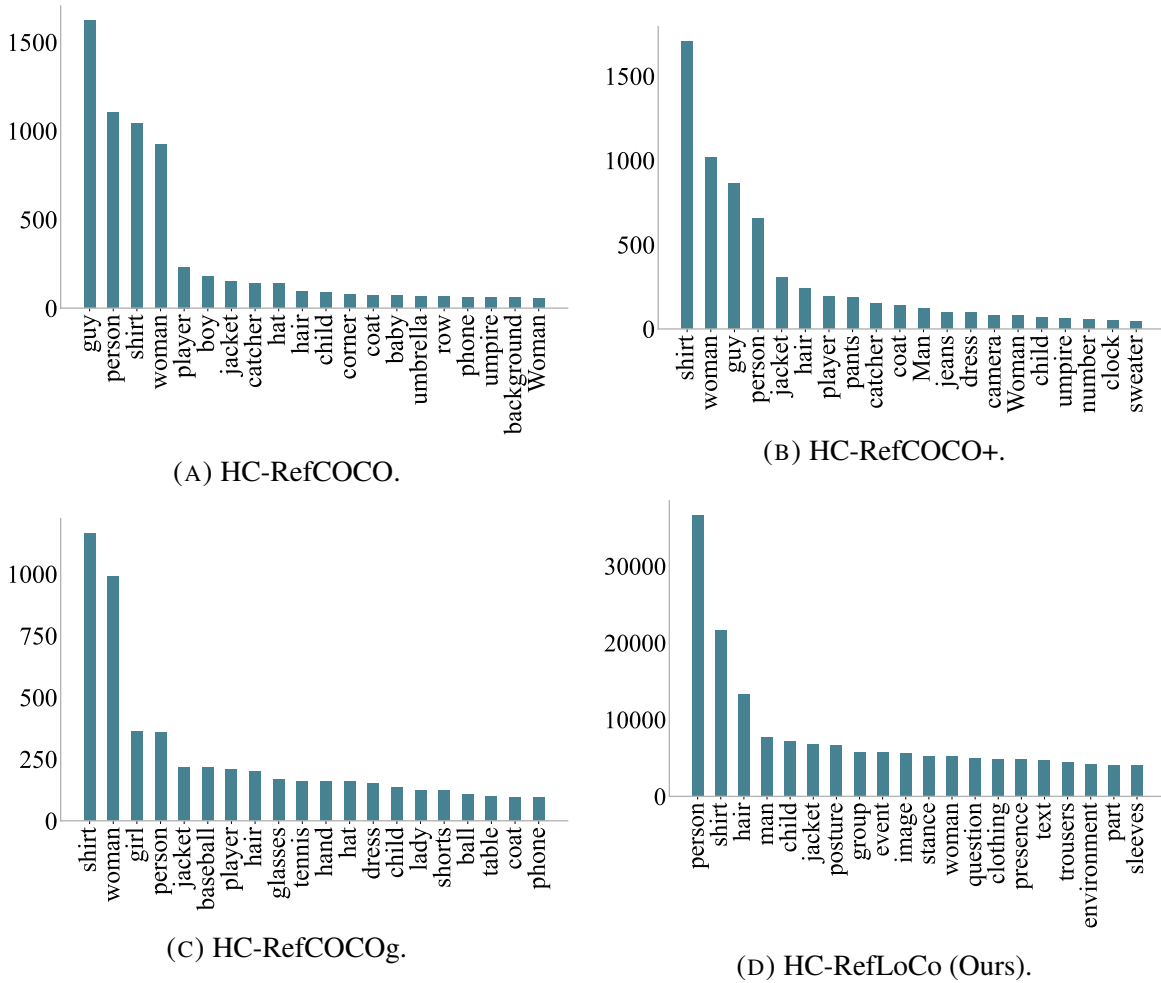 1500
1000
500
0
guy
person
shirt
woman
player
boy
jacket
catcher
hat
hair
child
corner
coat
baby
umbrella
row
phone
umpire
background
Woman
(A) HC-RefCOCO.
1500
1000
500
0
shirt
woman
guy
person
jacket
hair
player
pants
catcher
coat
Man
jeans
dress
camera
Woman
child
umpire
number
clock
sweater
(B) HC-RefCOCO+.
1000
750
500
250
0
shirt
woman
girl
person
jacket
baseball
player
hair
glasses
tennis
hand
hat
dress
child
lady
shorts
ball
table
coat
phone
(C) HC-RefCOCOg.
30000
20000
10000
0
person
shirt
hair
man
child
jacket
posture
group
event
image
stance
woman
question
clothing
presence
text
trousers
environment
part
sleeves
(D) HC-RefLoCo (Ours).